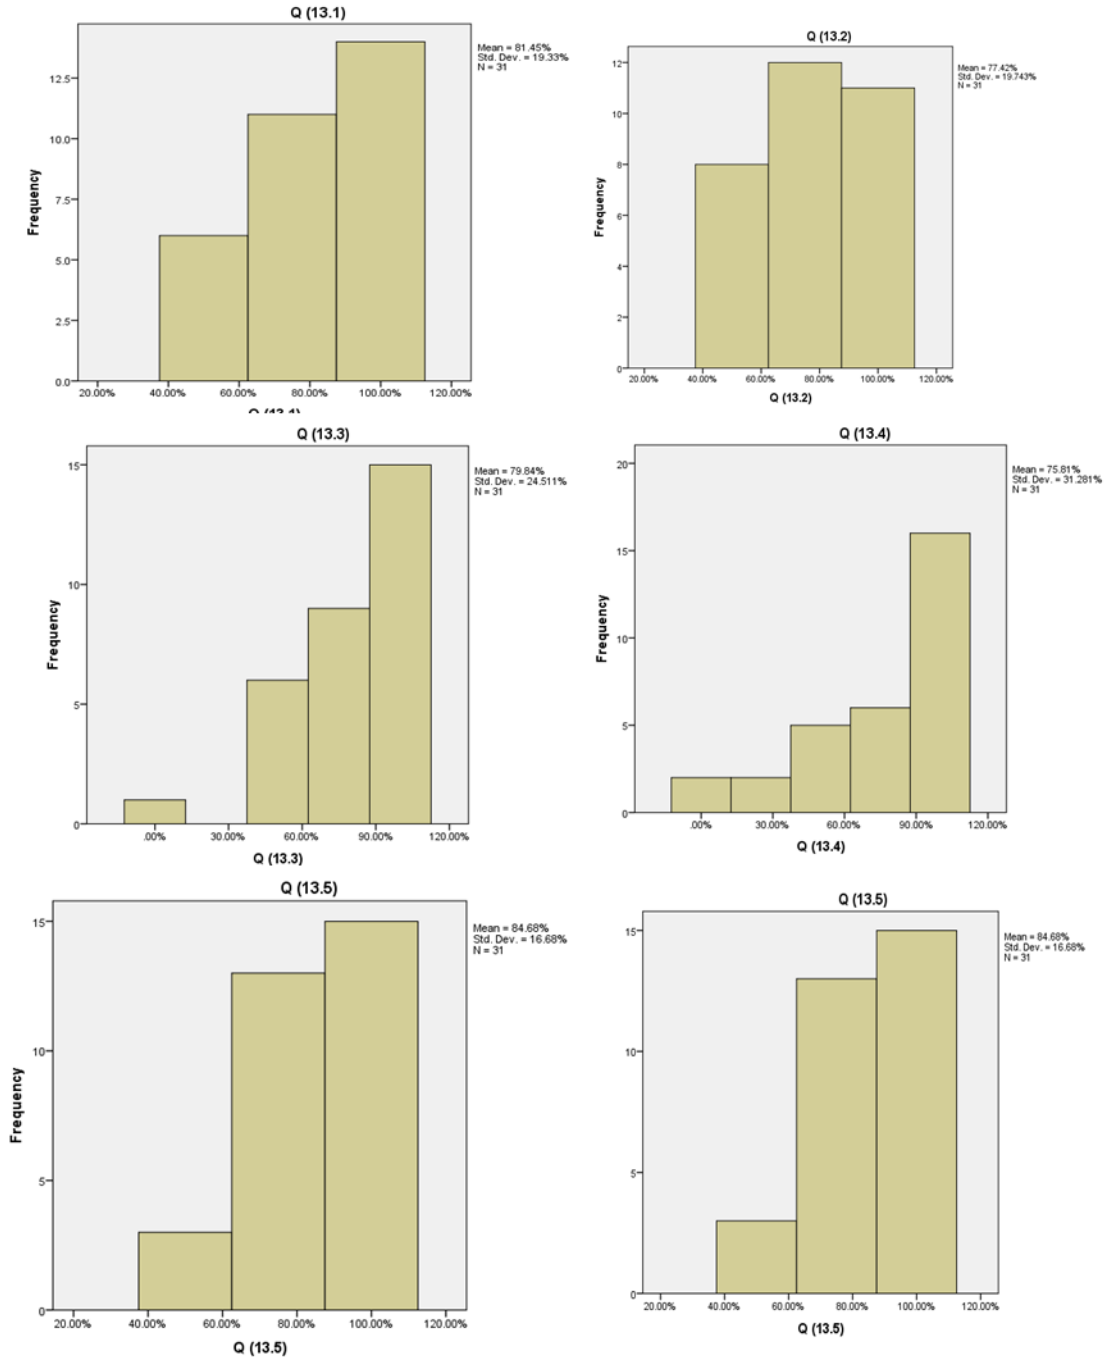 Q (13.1)
Mean = 81.45%
Std. Dev. = 19.33%
N = 31
Frequency
12.5
10.0
7.5
5.0
2.5
0.0
20.00% 40.00% 60.00% 80.00% 100.00% 120.00%
Q (13.1)
Q (13.2)
Mean = 77.42%
Std. Dev. = 19.743%
N = 31
Frequency
12
10
8
6
4
2
0
20.00% 40.00% 60.00% 80.00% 100.00% 120.00%
Q (13.2)
Q (13.3)
Mean = 79.84%
Std. Dev. = 24.511%
N = 31
Frequency
15
10
5
0
.00% 30.00% 60.00% 90.00% 120.00%
Q (13.3)
Q (13.4)
Mean = 75.81%
Std. Dev. = 31.281%
N = 31
Frequency
20
15
10
5
0
.00% 30.00% 60.00% 90.00% 120.00%
Q (13.4)
Q (13.5)
Mean = 84.68%
Std. Dev. = 16.68%
N = 31
Frequency
15
10
5
0
20.00% 40.00% 60.00% 80.00% 100.00% 120.00%
Q (13.5)
Q (13.5)
Mean = 84.68%
Std. Dev. = 16.68%
N = 31
15
10
5
0
20.00% 40.00% 60.00% 80.00% 100.00% 120.00%
Q (13.5)